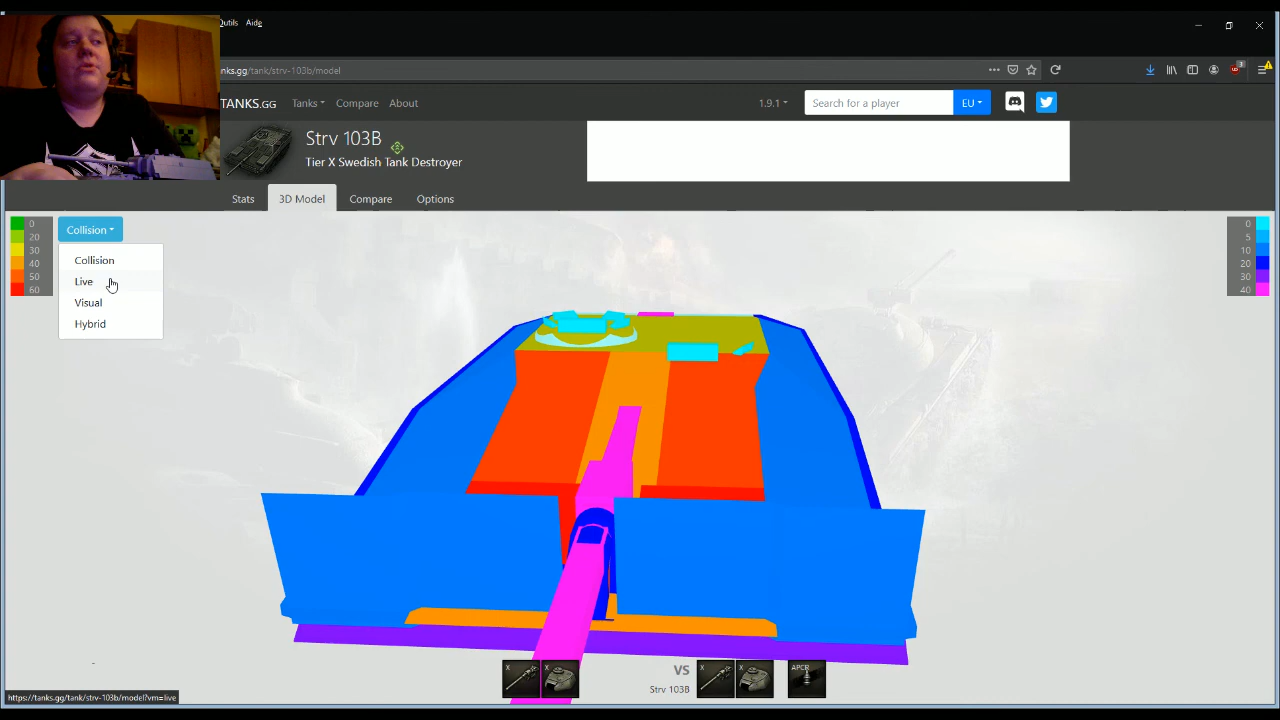 Outils Aide
nks.gg/tank/strv-103b/model
TANKS.GG Tanks Compare About 1.9.1 Search for a player EU
Strv 103B
Tier X Swedish Tank Destroyer
Stats 3D Model Compare Options
0
20
30
40
50
60
Collision
Collision
Live
Visual
Hybrid
0
5
10
20
30
40
X X VS X X APCR
Strv 103B
https://tanks.gg/tank/strv-103b/model?vm=live